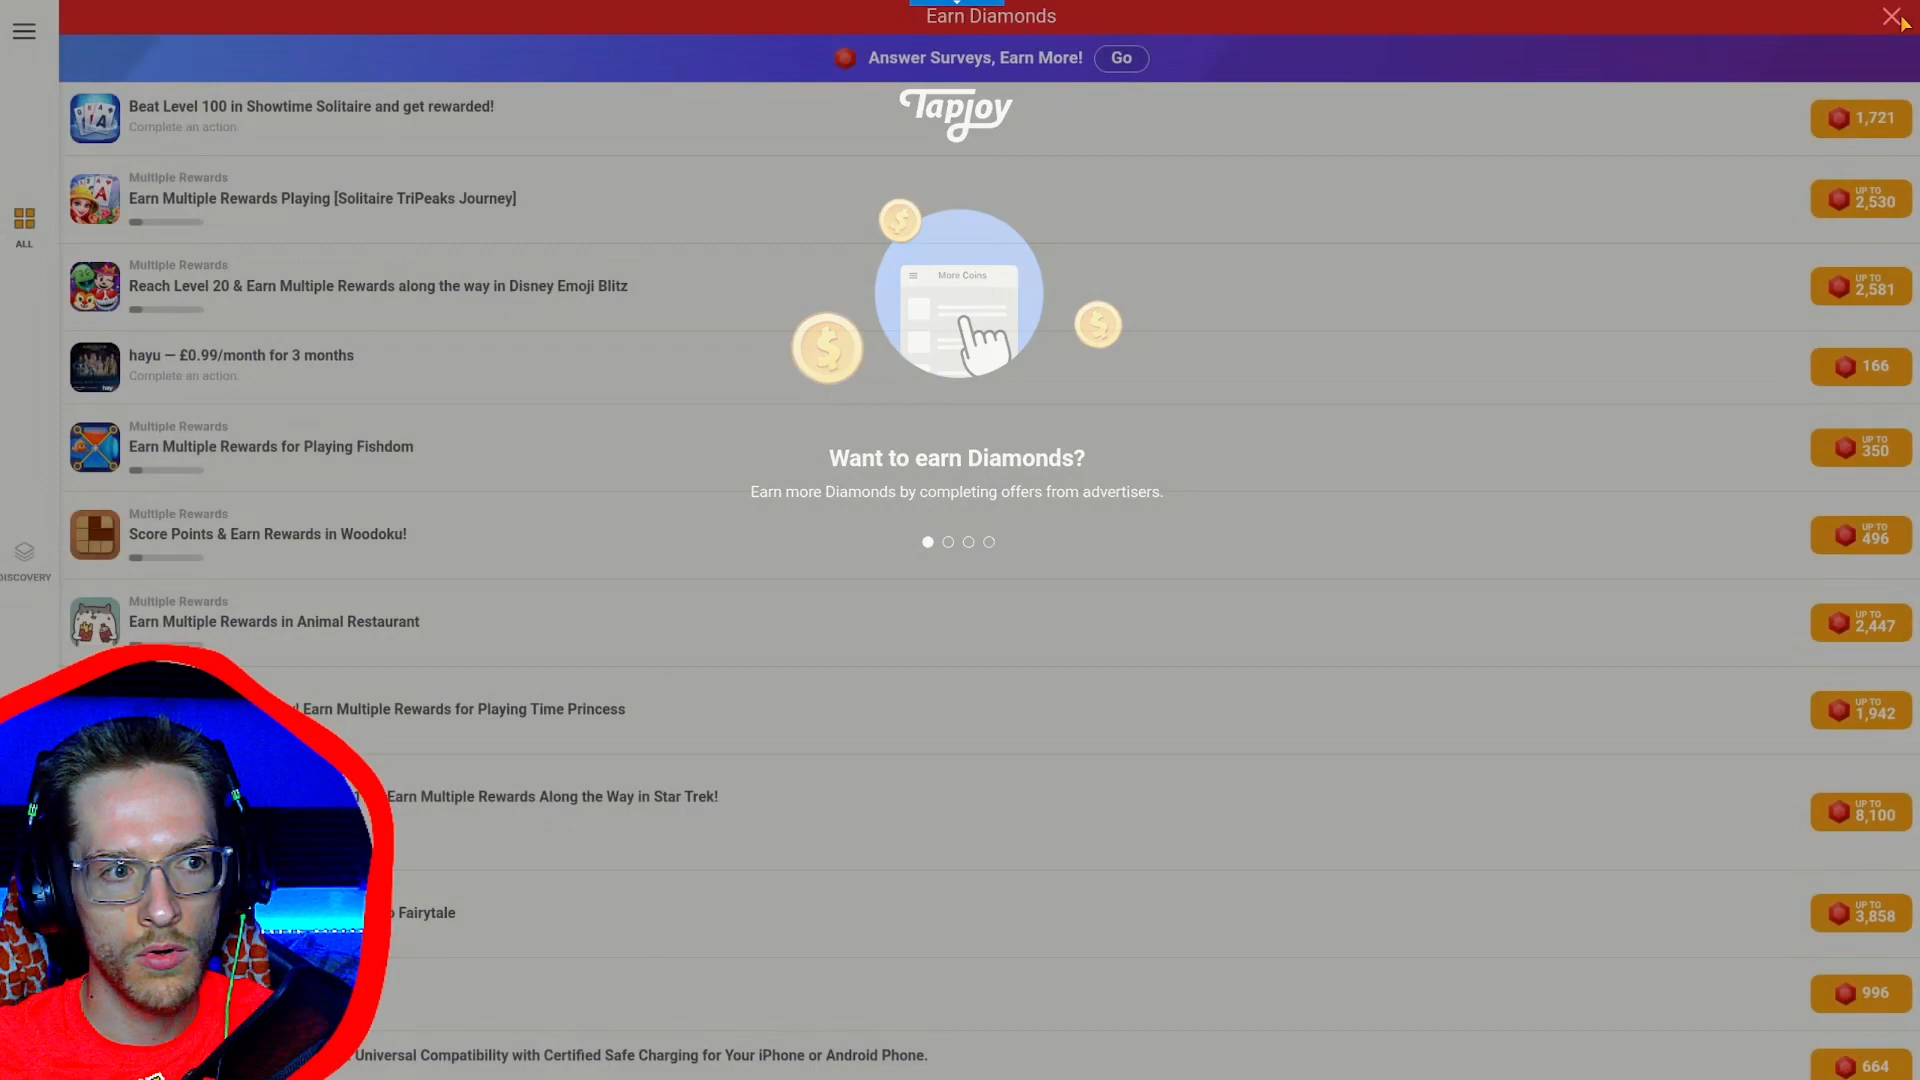 Earn Diamonds
Answer Surveys, Earn More!
Go
Tapjoy
Beat Level 100 in Showtime Solitaire and get rewarded!
Complete an action.
1,721
Multiple Rewards
Earn Multiple Rewards Playing [Solitaire TriPeaks Journey]
UP TO
2,530
ALL
Multiple Rewards
Reach Level 20 & Earn Multiple Rewards along the way in Disney Emoji Blitz
UP TO
2,581
More Coins
hayu — £0.99/month for 3 months
Complete an action.
166
Multiple Rewards
Earn Multiple Rewards for Playing Fishdom
UP TO
350
Want to earn Diamonds?
Earn more Diamonds by completing offers from advertisers.
Multiple Rewards
Score Points & Earn Rewards in Woodoku!
UP TO
496
DISCOVERY
Multiple Rewards
Earn Multiple Rewards in Animal Restaurant
UP TO
2,447
! Earn Multiple Rewards for Playing Time Princess
UP TO
1,942
Earn Multiple Rewards Along the Way in Star Trek!
UP TO
8,100
Fairytale
UP TO
3,858
996
Universal Compatibility with Certified Safe Charging for Your iPhone or Android Phone.
664